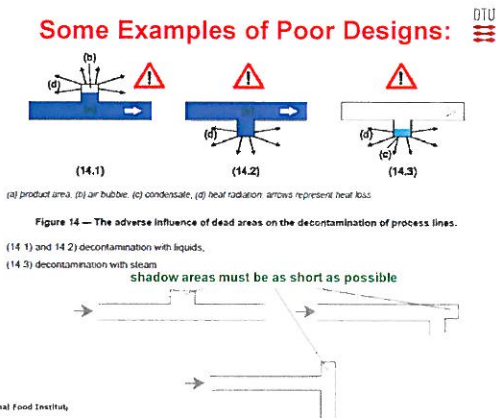 DTU
Some Examples of Poor Designs:
(b)
(d)
(d)
(d)
(c)
(14.1) (14.2) (14.3)
(a) product area, (b) air bubble, (c) condensate, (d) heat radiation, arrows represent heat loss
Figure 14 — The adverse influence of dead areas on the decontamination of process lines.
(14 1) and 14 2) decontamination with liquids,
(14 3) decontamination with steam
shadow areas must be as short as possible
nal Food Institut,